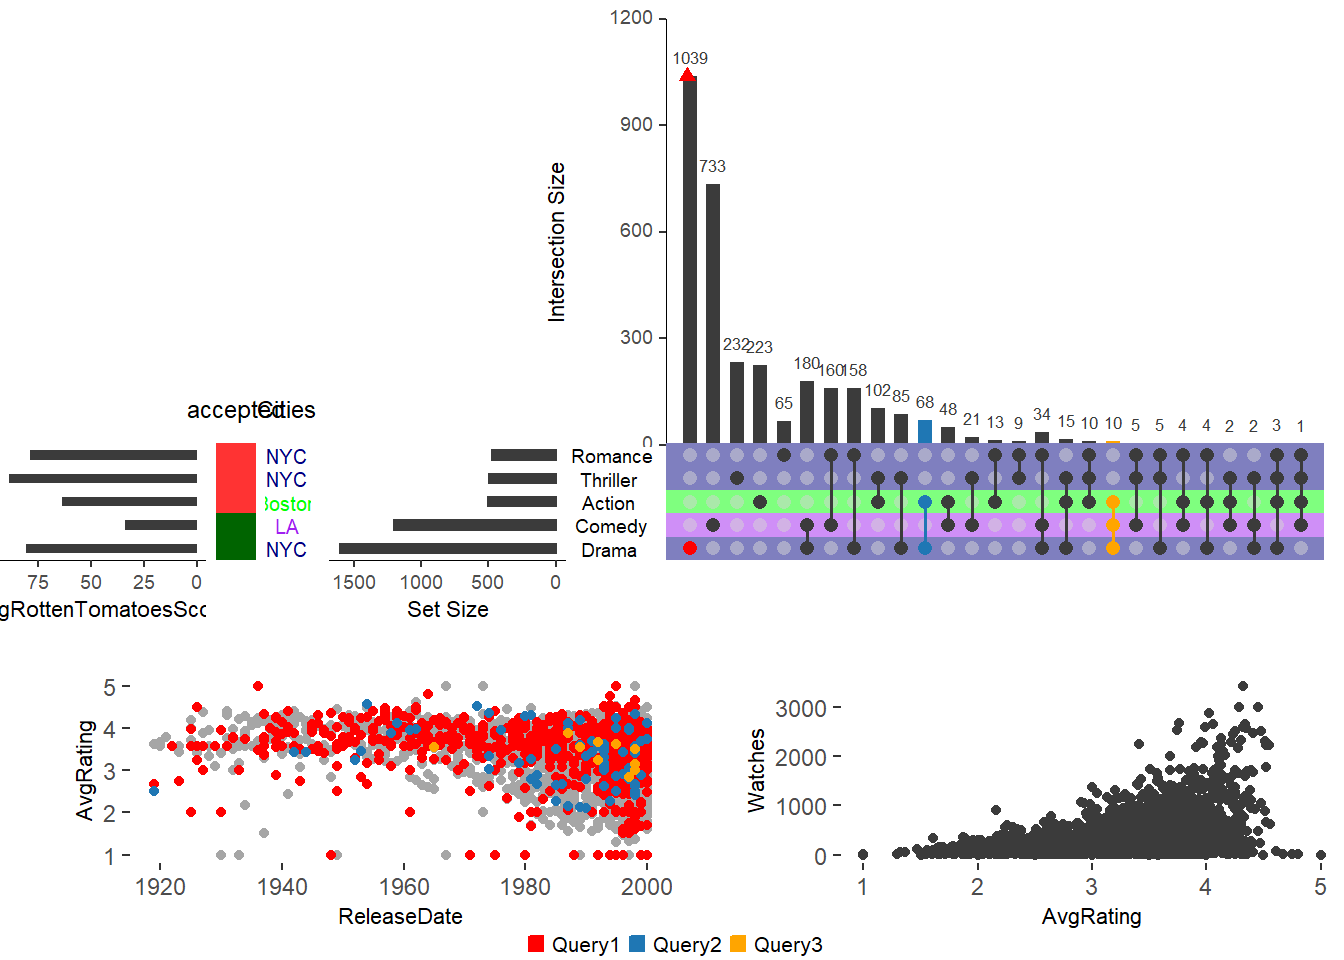 1200
1039
900
733
Intersection Size
600
300
232
223
65
180
160
158
102
85
68
48
21
13
9
34
15
10
10
5
5
4
4
2
2
3
1
0
accepted
Cities
NYC
Romance
NYC
Thriller
Boston
Action
LA
Comedy
NYC
Drama
75 50 25 0
1500 1000 500 0
gRottenTomatoesSco
Set Size
5
4
3
2
1
AvgRating
1920 1940 1960 1980 2000
ReleaseDate
3000
2000
1000
0
Watches
1 2 3 4 5
AvgRating
Query1 Query2 Query3